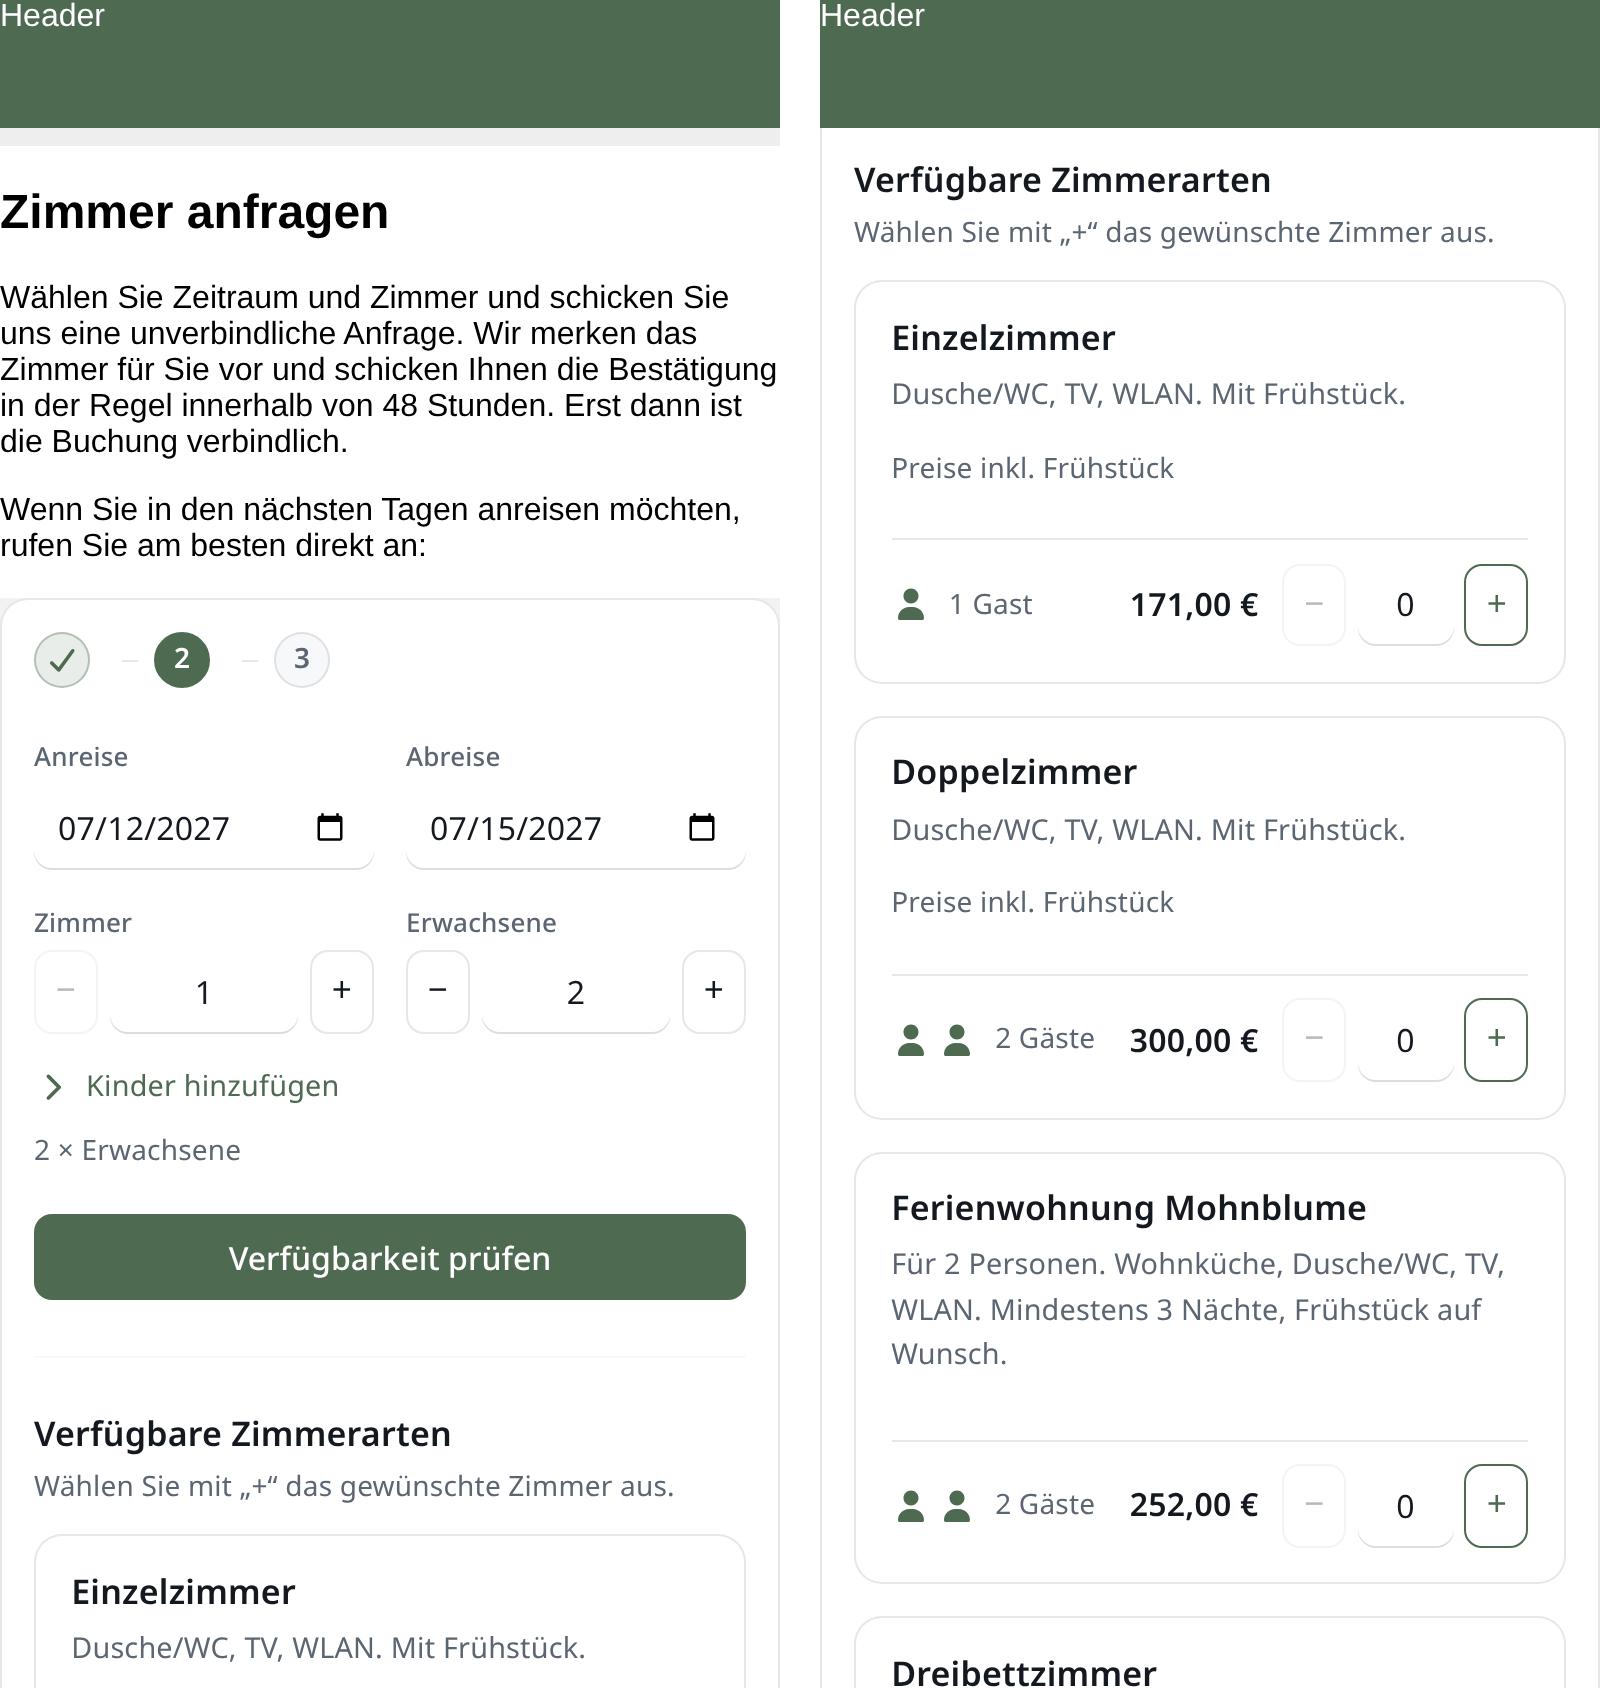 Header
Zimmer anfragen
Wählen Sie Zeitraum und Zimmer und schicken Sie
uns eine unverbindliche Anfrage. Wir merken das
Zimmer für Sie vor und schicken Ihnen die Bestätigung
in der Regel innerhalb von 48 Stunden. Erst dann ist
die Buchung verbindlich.
Wenn Sie in den nächsten Tagen anreisen möchten,
rufen Sie am besten direkt an:
2 3
Anreise Abreise
07/12/2027 07/15/2027
Zimmer Erwachsene
− 1 + − 2 +
Kinder hinzufügen
2 × Erwachsene
Verfügbarkeit prüfen
Verfügbare Zimmerarten
Wählen Sie mit „+“ das gewünschte Zimmer aus.
Einzelzimmer
Dusche/WC, TV, WLAN. Mit Frühstück.
Header
Verfügbare Zimmerarten
Wählen Sie mit „+“ das gewünschte Zimmer aus.
Einzelzimmer
Dusche/WC, TV, WLAN. Mit Frühstück.
Preise inkl. Frühstück
1 Gast 171,00 € − 0 +
Doppelzimmer
Dusche/WC, TV, WLAN. Mit Frühstück.
Preise inkl. Frühstück
2 Gäste 300,00 € − 0 +
Ferienwohnung Mohnblume
Für 2 Personen. Wohnküche, Dusche/WC, TV,
WLAN. Mindestens 3 Nächte, Frühstück auf
Wunsch.
2 Gäste 252,00 € − 0 +
Dreibettzimmer